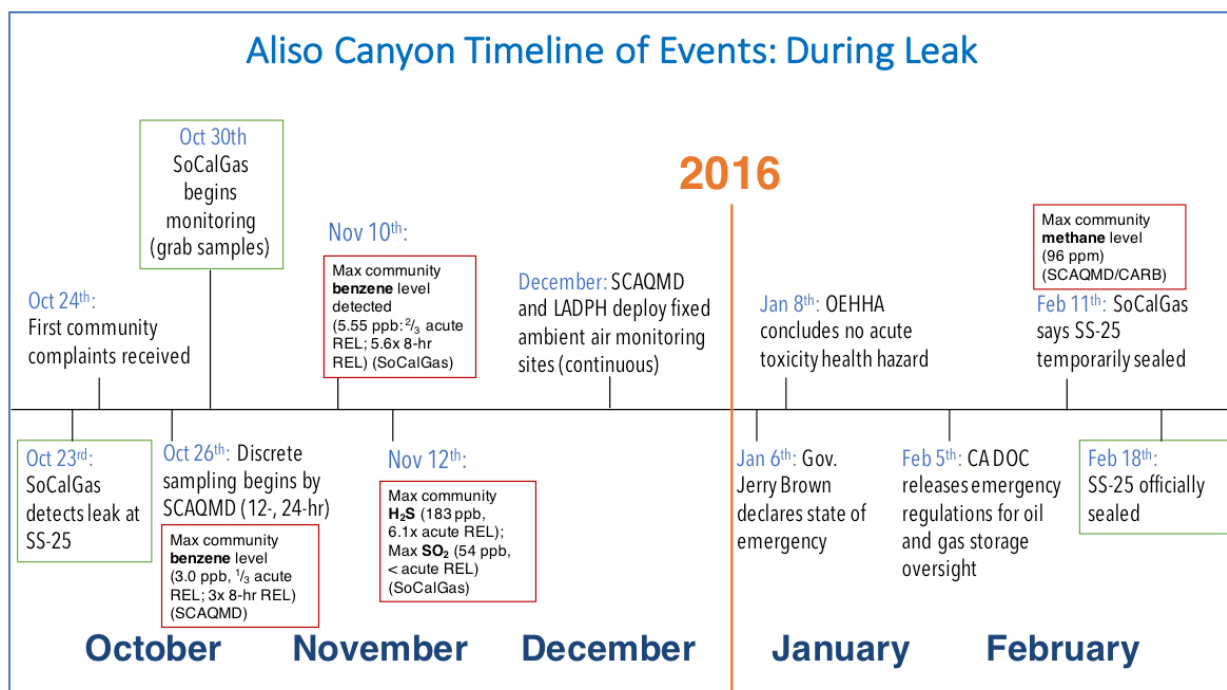 Aliso Canyon Timeline of Events: During Leak
Oct 30th
SoCalGas
begins
monitoring
(grab samples)
2016
Oct 24th:
First community
complaints received
Nov 10th:
Max community
benzene level
detected
(5.55 ppb: 2/3 acute
REL; 5.6x 8-hr
REL) (SoCalGas)
December: SCAQMD
and LADPH deploy fixed
ambient air monitoring
sites (continuous)
Jan 8th: OEHHA
concludes no acute
toxicity health hazard
Max community
methane level
(96 ppm)
(SCAQMD/CARB)
Feb 11th: SoCalGas
says SS-25
temporarily sealed
Oct 23rd:
SoCalGas
detects leak at
SS-25
Oct 26th: Discrete
sampling begins by
SCAQMD (12-, 24-hr)
Max community
benzene level
(3.0 ppb, 1/3 acute
REL; 3x 8-hr REL)
(SCAQMD)
Nov 12th:
Max community
H2S (183 ppb,
6.1x acute REL);
Max SO2 (54 ppb,
< acute REL)
(SoCalGas)
Jan 6th: Gov.
Jerry Brown
declares state of
emergency
Feb 5th: CA DOC
releases emergency
regulations for oil
and gas storage
oversight
Feb 18th:
SS-25 officially
sealed
October
November
December
January
February